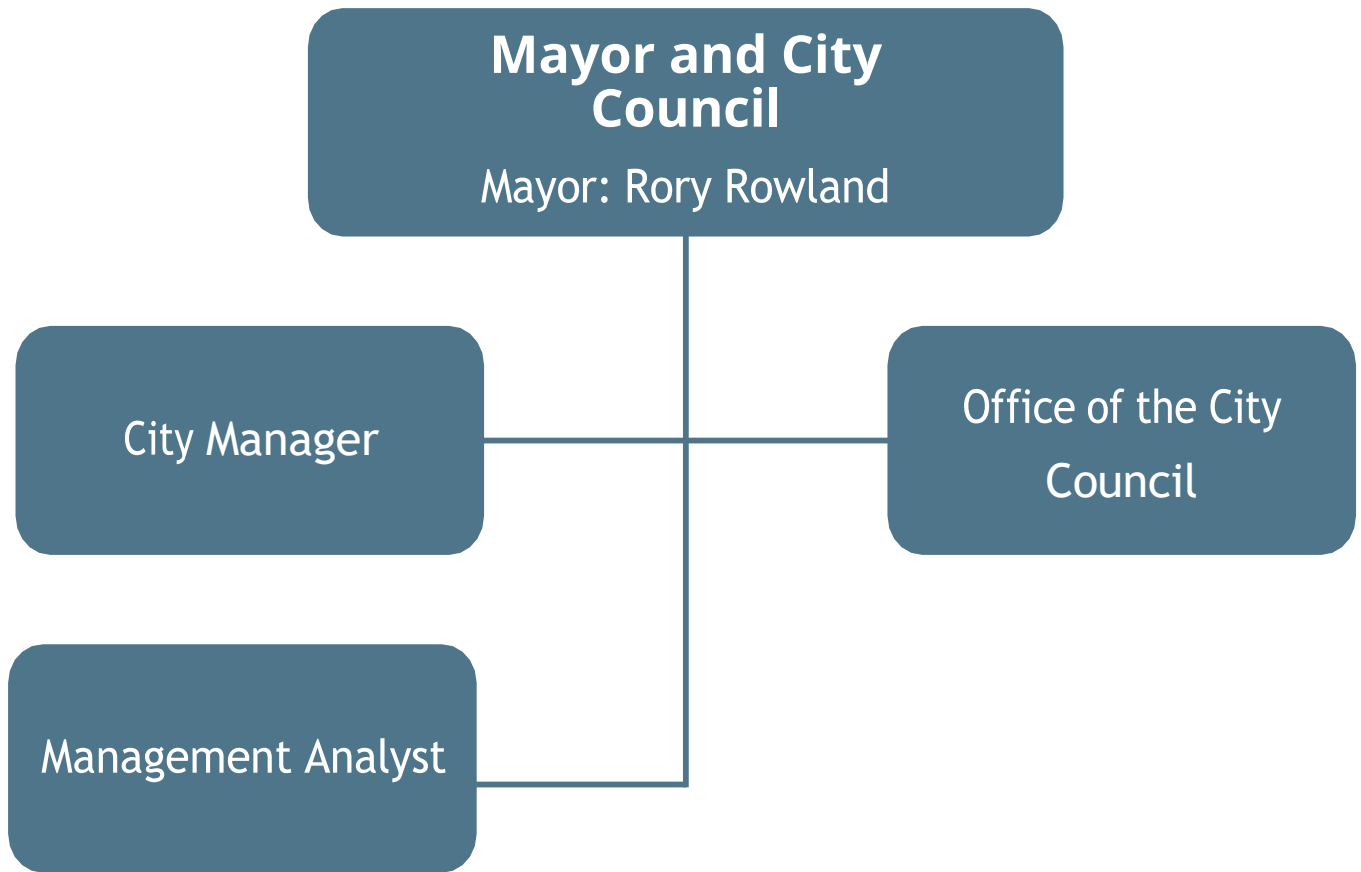 Mayor and City
Council
Mayor: Rory Rowland
City Manager
Office of the City
Council
Management Analyst